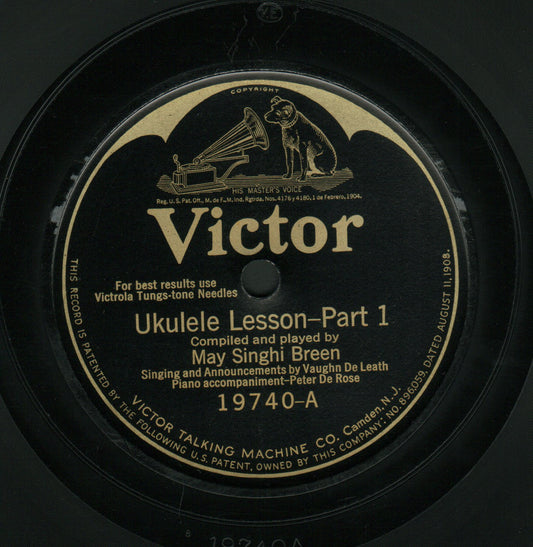 VE
COPYRIGHT
HIS MASTER'S VOICE
Reg. U.S. Pat. Off., M. de F., M. Ind. Rgtrda. Nos. 4176 y 4180, 1 de Febrero, 1904.
Victor
For best results use
Victrola Tungs-tone Needles
Ukulele Lesson–Part 1
Compiled and played by
May Singhi Breen
Singing and Announcements by Vaughn De Leath
Piano accompaniment–Peter De Rose
19740–A
VICTOR TALKING MACHINE CO. Camden, N.J.
THIS RECORD IS PATENTED BY THE FOLLOWING U.S. PATENT, OWNED BY THIS COMPANY: NO. 896,059, DATED AUGUST 11, 1908.
8
19740A